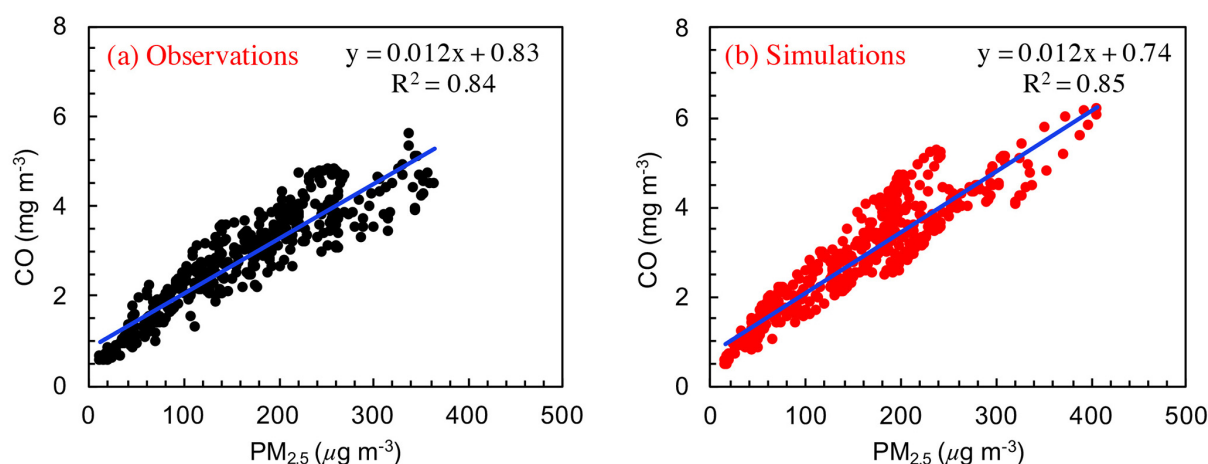 (a) Observations
y = 0.012x + 0.83
R² = 0.84
CO (mg m⁻³)
8
6
4
2
0
0 100 200 300 400 500
PM₂.₅ (μg m⁻³)
(b) Simulations
y = 0.012x + 0.74
R² = 0.85
CO (mg m⁻³)
8
6
4
2
0
0 100 200 300 400 500
PM₂.₅ (μg m⁻³)